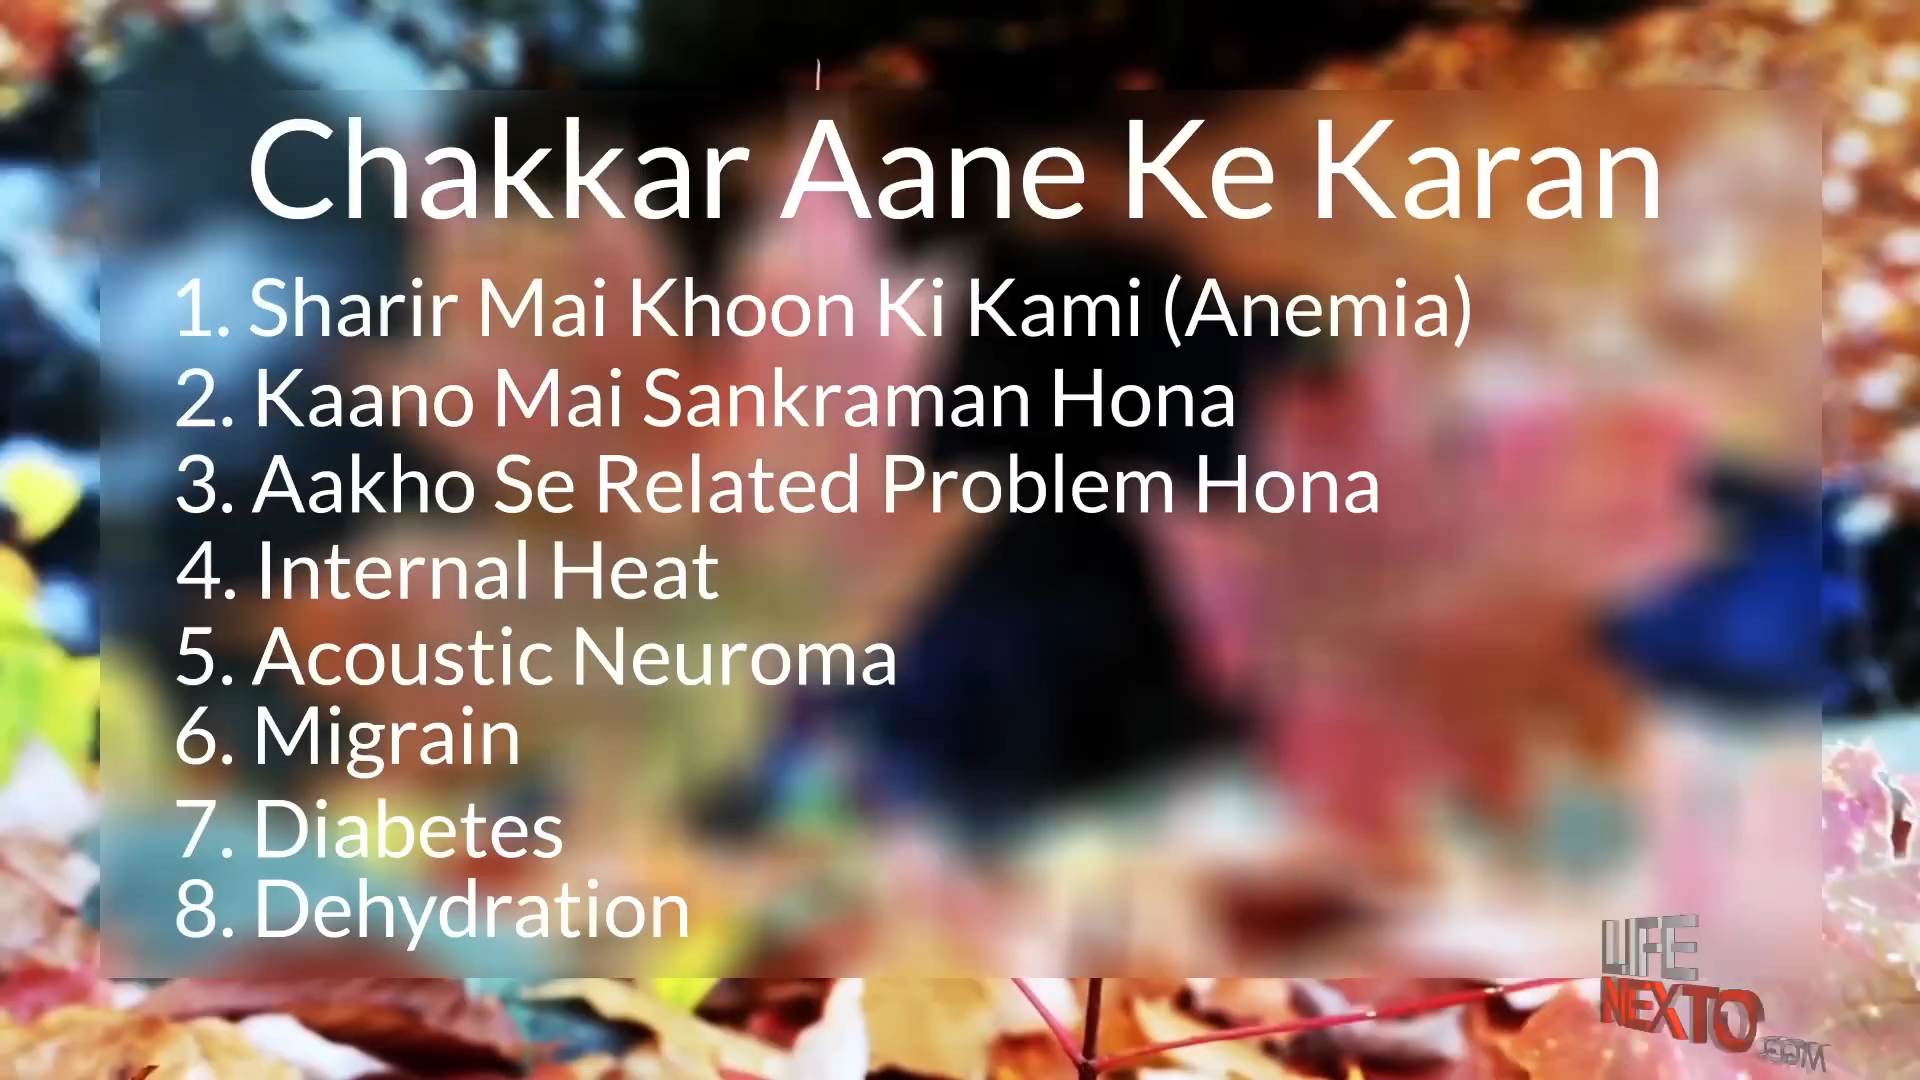 Chakkar Aane Ke Karan
1. Sharir Mai Khoon Ki Kami (Anemia)
2. Kaano Mai Sankraman Hona
3. Aakho Se Related Problem Hona
4. Internal Heat
5. Acoustic Neuroma
6. Migrain
7. Diabetes
8. Dehydration
LIFE
NEXTO